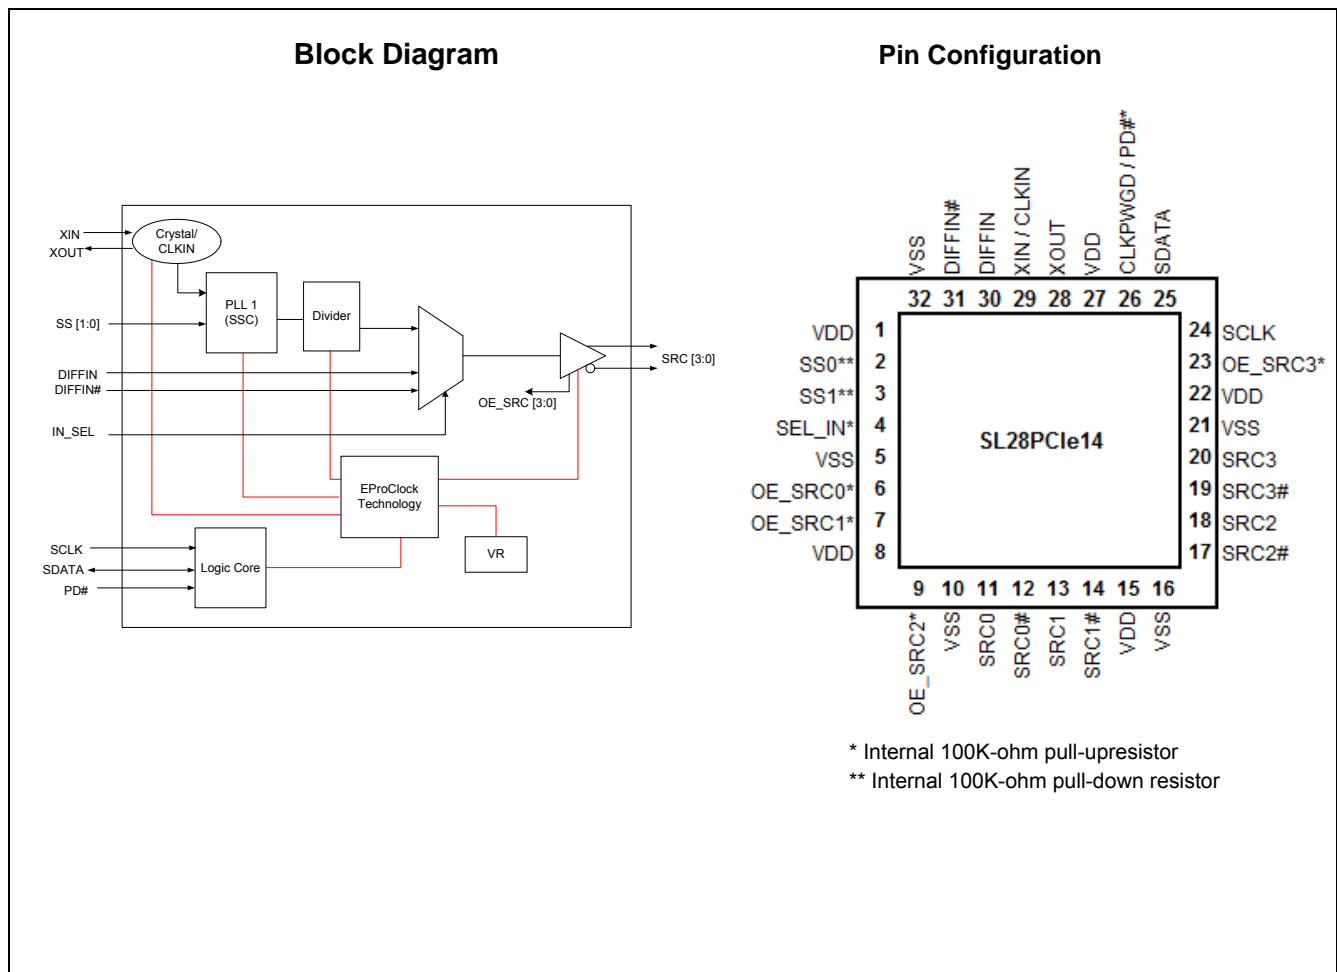 Block Diagram
Pin Configuration
XIN
XOUT
Crystal/
CLKIN
SS [1:0]
PLL 1
(SSC)
Divider
DIFFIN
DIFFIN#
IN_SEL
OE_SRC [3:0]
SRC [3:0]
EProClock
Technology
VR
SCLK
SDATA
PD#
Logic Core
VSS
DIFFIN#
DIFFIN
XIN / CLKIN
XOUT
VDD
CLKPWGD / PD#*
SDATA
32 31 30 29 28 27 26 25
VDD 1
SS0** 2
SS1** 3
SEL_IN* 4
VSS 5
OE_SRC0* 6
OE_SRC1* 7
VDD 8
SL28PCIe14
24 SCLK
23 OE_SRC3*
22 VDD
21 VSS
20 SRC3
19 SRC3#
18 SRC2
17 SRC2#
9 10 11 12 13 14 15 16
OE_SRC2*
VSS
SRC0
SRC0#
SRC1
SRC1#
VDD
VSS
* Internal 100K-ohm pull-upresistor
** Internal 100K-ohm pull-down resistor